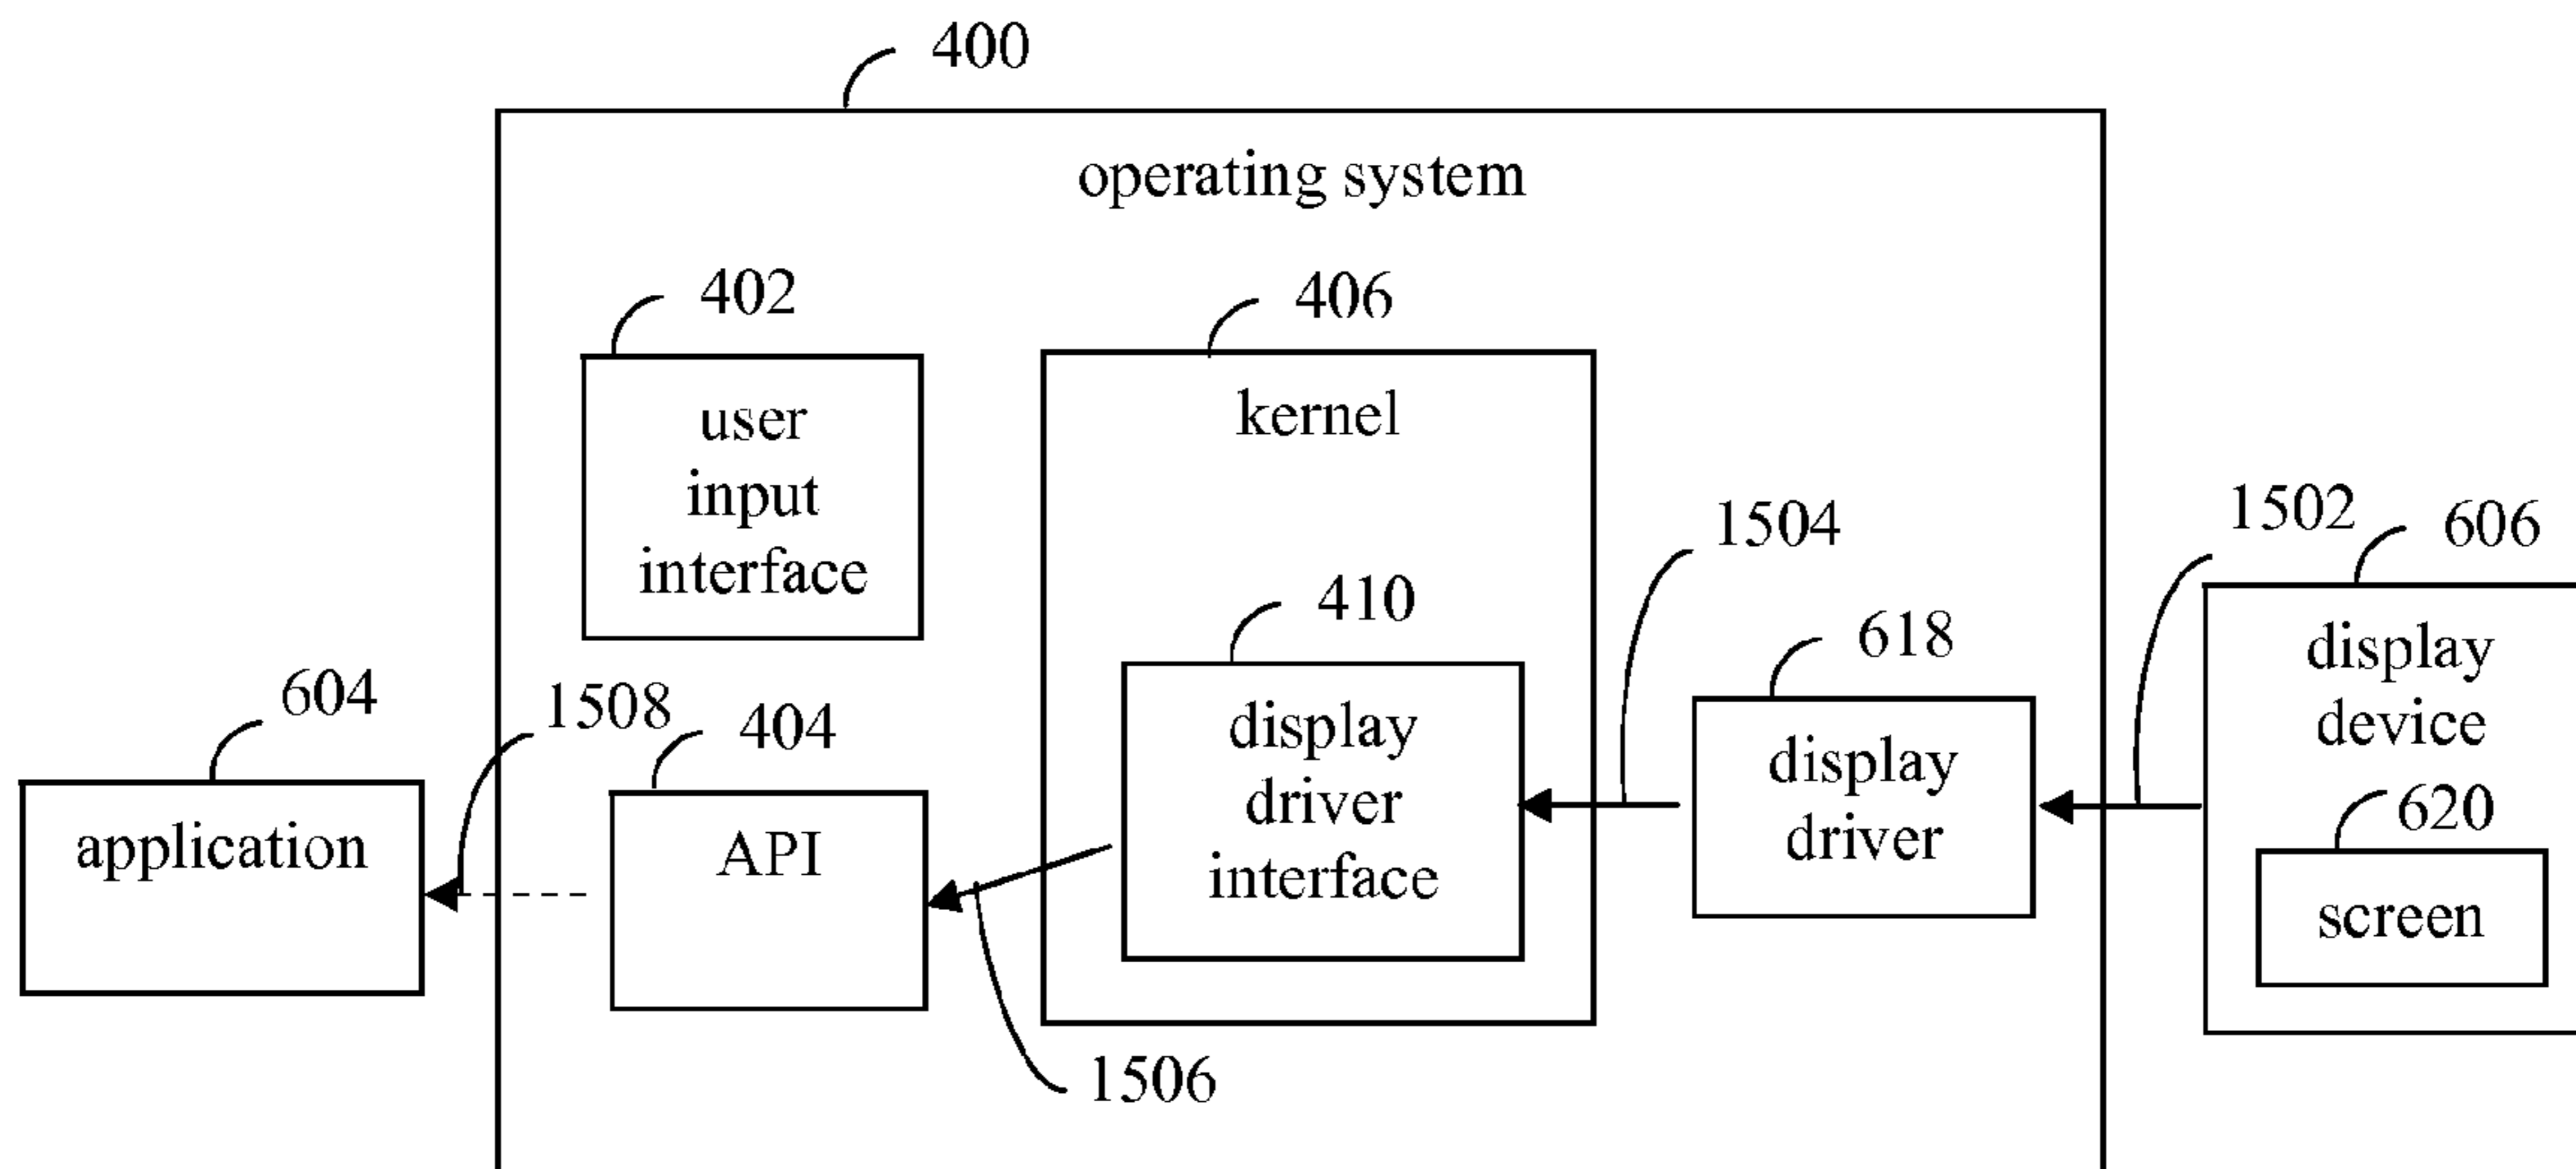 400
operating system
402
user
input
interface
406
kernel
410
display
driver
interface
1504
618
display
driver
1502
606
display
device
620
screen
604
application
1508
404
API
1506